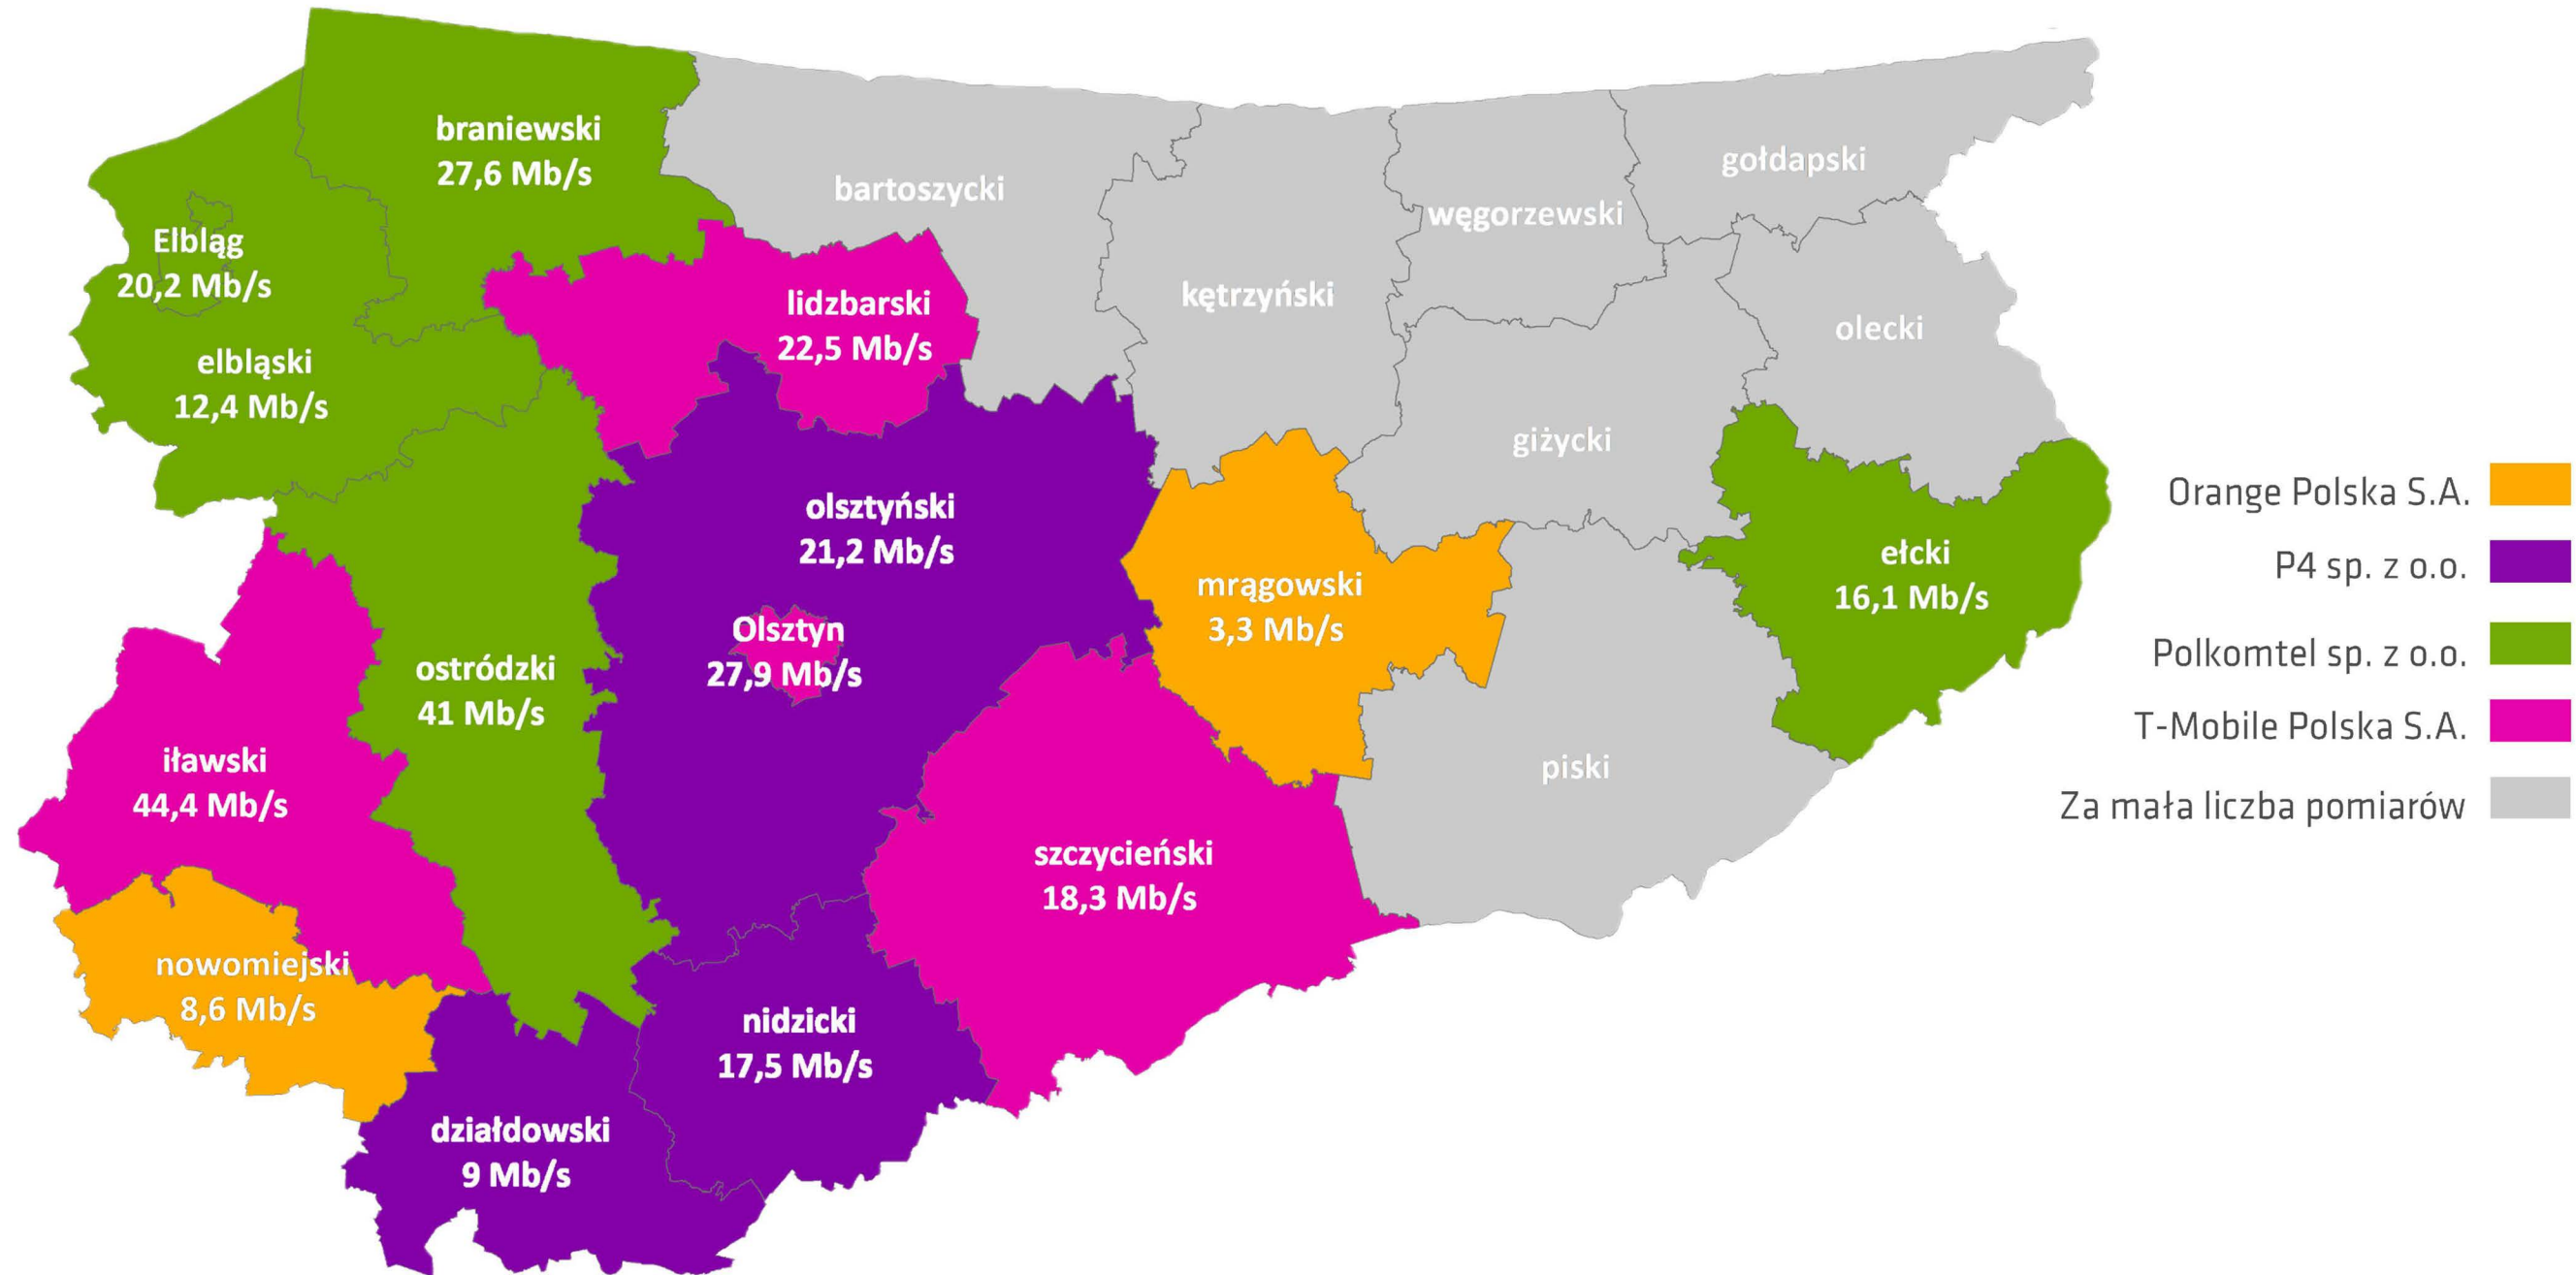 braniewski
27,6 Mb/s
bartoszycki
gołdapski
węgorzewski
Elbląg
20,2 Mb/s
lidzbarski
22,5 Mb/s
kętrzyński
olecki
elbląski
12,4 Mb/s
giżycki
olsztyński
21,2 Mb/s
mrągowski
3,3 Mb/s
ełcki
16,1 Mb/s
Olsztyn
27,9 Mb/s
ostródzki
41 Mb/s
iławski
44,4 Mb/s
piski
szczycieński
18,3 Mb/s
nowomiejski
8,6 Mb/s
nidzicki
17,5 Mb/s
działdowski
9 Mb/s
Orange Polska S.A.
P4 sp. z o.o.
Polkomtel sp. z o.o.
T-Mobile Polska S.A.
Za mała liczba pomiarów